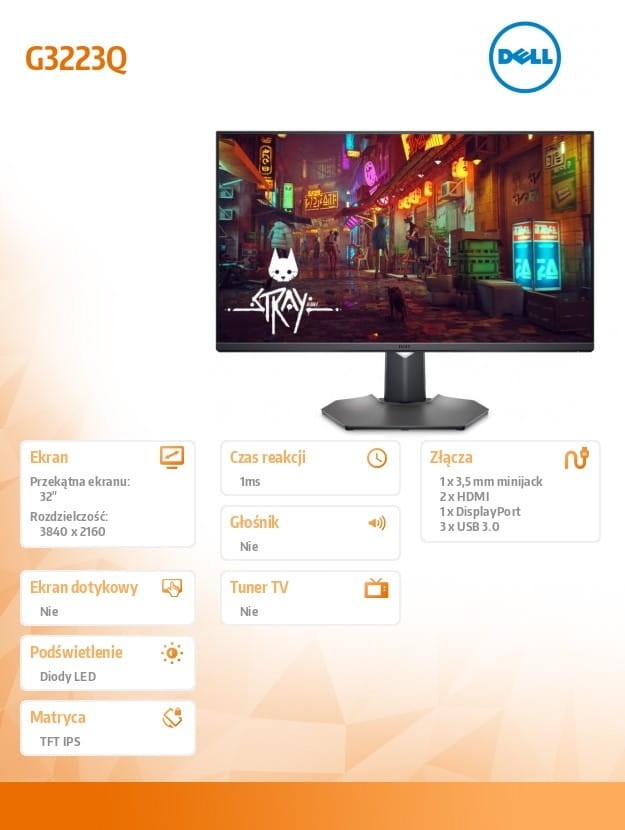 G3223Q
DELL
STRAY
Ekran
Przekątna ekranu:
32"
Rozdzielczość:
3840 x 2160
Czas reakcji
1ms
Głośnik
Nie
Złącza
1 x 3,5 mm minijack
2 x HDMI
1 x DisplayPort
3 x USB 3.0
Ekran dotykowy
Nie
Tuner TV
Nie
Podświetlenie
Diody LED
Matryca
TFT IPS